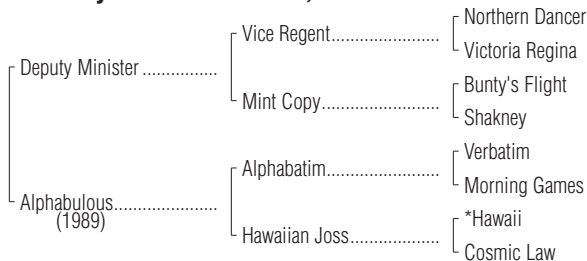 Northern Dancer
Vice Regent
Victoria Regina
Deputy Minister
Bunty's Flight
Mint Copy
Shakney
Verbatim
Alphabatim
Morning Games
Alphabulous
(1989)
*Hawaii
Hawaiian Joss
Cosmic Law